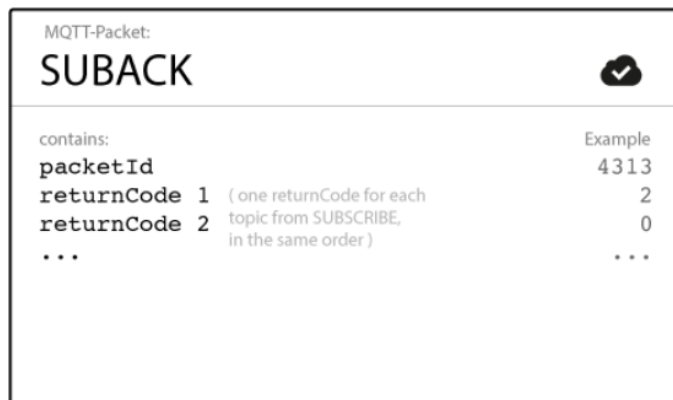 MQTT-Packet:
SUBACK
contains: Example
packetId 4313
returnCode 1 ( one returnCode for each 2
returnCode 2 topic from SUBSCRIBE, 0
in the same order )
... ...